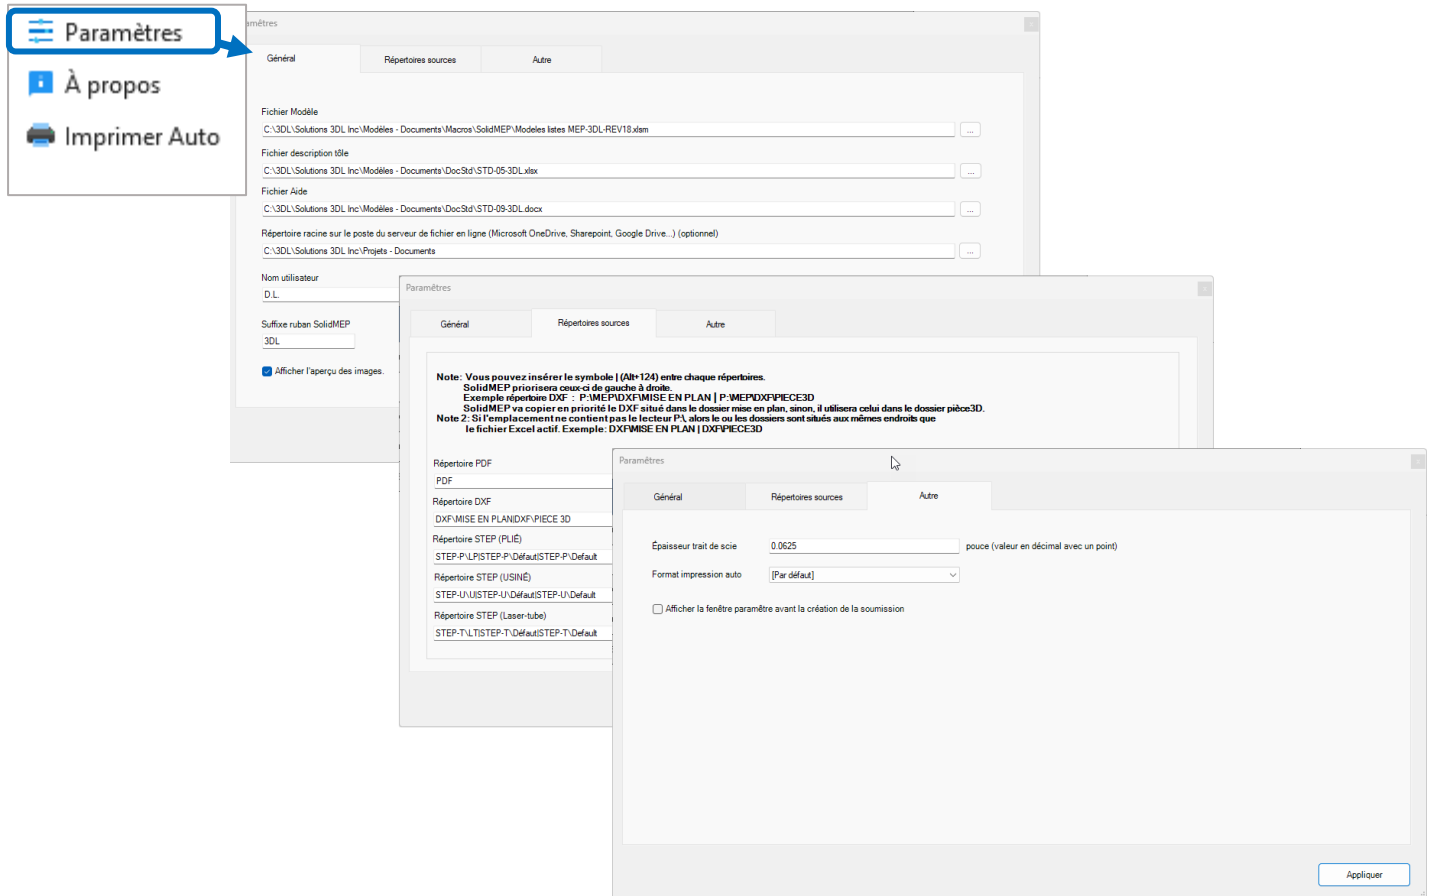 Paramètres
À propos
Imprimer Auto
amètres
x
Général
Répertoires sources
Autre
Fichier Modèle
C:\3DL\Solutions 3DL Inc\Modèles - Documents\Macros\SolidMEP\Modeles listes MEP-3DL-REV18.xlsm
...
Fichier description tôle
C:\3DL\Solutions 3DL Inc\Modèles - Documents\DocStd\STD-05-3DL.xlsx
...
Fichier Aide
C:\3DL\Solutions 3DL Inc\Modèles - Documents\DocStd\STD-09-3DL.docx
...
Répertoire racine sur le poste du serveur de fichier en ligne (Microsoft OneDrive, Sharepoint, Google Drive...) (optionnel)
C:\3DL\Solutions 3DL Inc\Projets - Documents
...
Nom utilisateur
D.L.
Suffixe ruban SolidMEP
3DL
Afficher l'aperçu des images.
Paramètres
x
Général
Répertoires sources
Autre
Note: Vous pouvez insérer le symbole | (Alt+124) entre chaque répertoires.
SolidMEP priorisera ceux-ci de gauche à droite.
Exemple répertoire DXF : P:\MEP\DXF\MISE EN PLAN | P:\MEP\DXF\PIECE3D
SolidMEP va copier en priorité le DXF situé dans le dossier mise en plan, sinon, il utilisera celui dans le dossier pièce3D.
Note 2: Si l'emplacement ne contient pas le lecteur P:\, alors le ou les dossiers sont situés aux mêmes endroits que
le fichier Excel actif. Exemple: DXF\MISE EN PLAN | DXF\PIECE3D
Répertoire PDF
PDF
Répertoire DXF
DXF\MISE EN PLAN|DXF\PIECE 3D
Répertoire STEP (PLIÉ)
STEP-P\LP|STEP-P\Défaut|STEP-P\Default
Répertoire STEP (USINÉ)
STEP-U\U|STEP-U\Défaut|STEP-U\Default
Répertoire STEP (Laser-tube)
STEP-T\LT|STEP-T\Défaut|STEP-T\Default
Paramètres
x
Général
Répertoires sources
Autre
Épaisseur trait de scie
0.0625
pouce (valeur en décimal avec un point)
Format impression auto
[Par défaut]
Afficher la fenêtre paramètre avant la création de la soumission
Appliquer